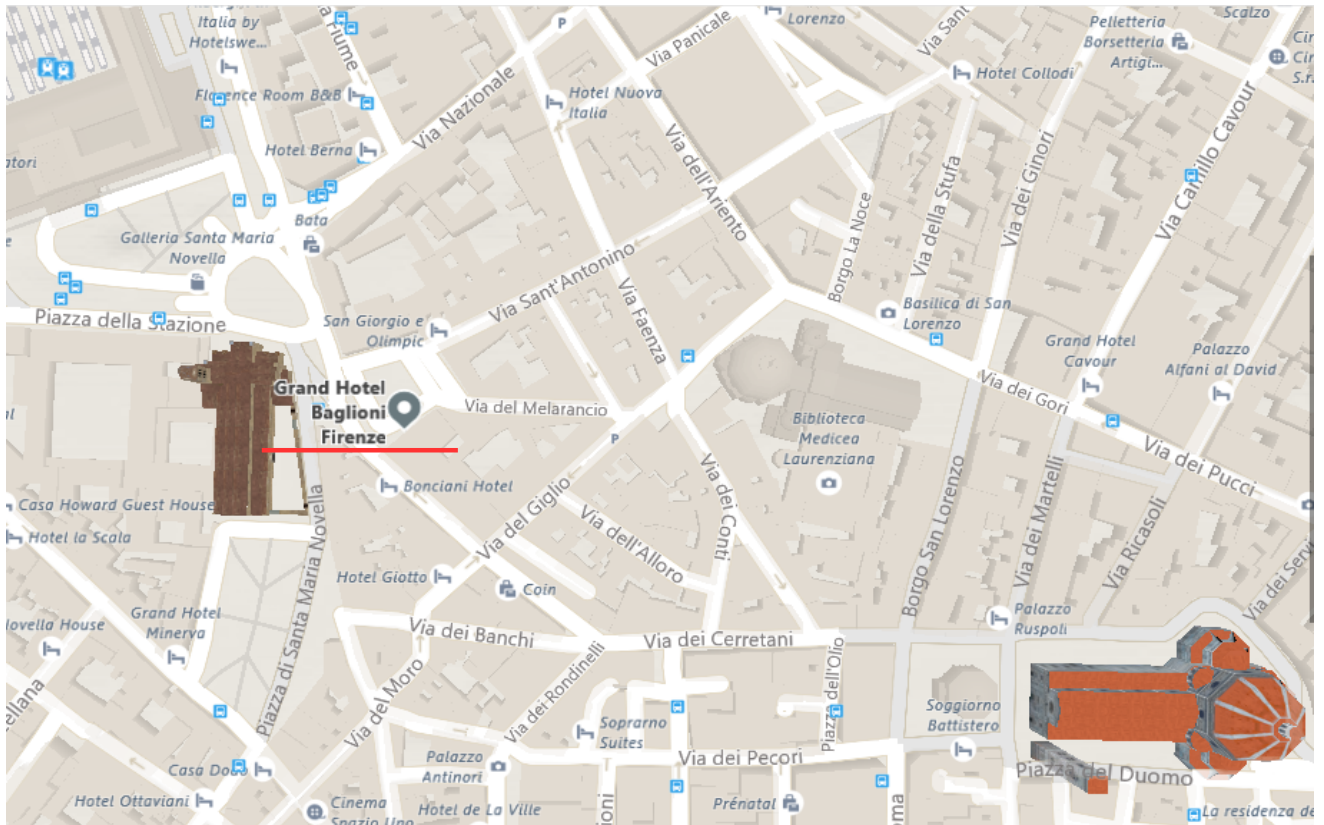 Italia by
Hotelswe...
Fiume
P
Via Panicale
Lorenzo
Via Sant
Pelletteria
Borsetteria
Artigi...
Scalzo
Florence Room B&B
Via Nazionale
Hotel Nuova
Italia
Hotel Collodi
Hotel Berna
Via dell'Ariento
Via della Stufa
Via dei Ginori
Via Camillo Cavour
Bata
Galleria Santa Maria
Novella
Borgo La Noce
Via Sant'Antonino
Via Faenza
Piazza della Stazione
San Giorgio e
Olimpic
Basilica di San
Lorenzo
Grand Hotel
Cavour
Palazzo
Alfani al David
Grand Hotel
Baglioni
Firenze
Via del Melarancio
Via dei Gori
P
Biblioteca
Medicea
Laurenziana
Via dei Pucci
Casa Howard Guest House
Bonciani Hotel
Via del Giglio
Via dei Conti
Borgo San Lorenzo
Via dei Martelli
Via Ricasoli
Hotel la Scala
Via dell'Alloro
Piazza di Santa Maria Novella
Hotel Giotto
Coin
Via dei Servi
Grand Hotel
Minerva
Via dei Banchi
Via dei Cerretani
Palazzo
Ruspoli
Via del Moro
Via dei Rondinelli
Piazza dell'Olio
Soprarno
Suites
Soggiorno
Battistero
Palazzo
Antinori
Via dei Pecori
Piazza del Duomo
Hotel Ottaviani
Cinema
Spazio Uno
Hotel de La Ville
Prénatal
La residenza de